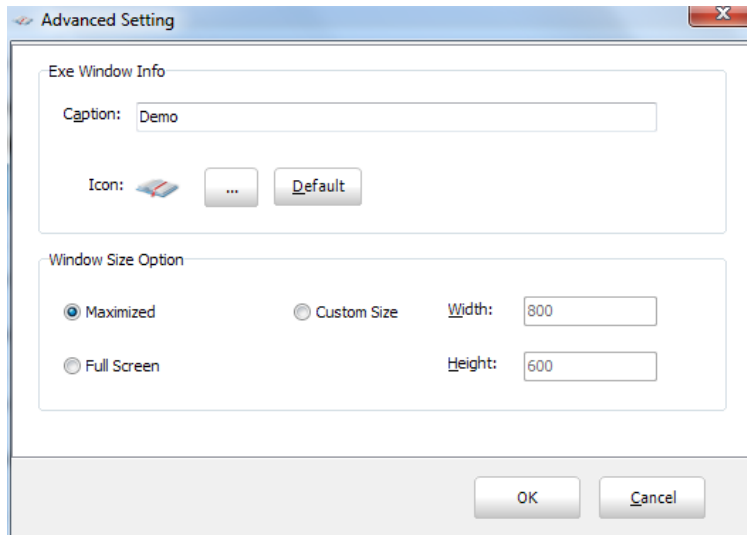 Advanced Setting
Exe Window Info
Caption: Demo
Icon: ... Default
Window Size Option
Maximized Custom Size Width: 800
Full Screen Height: 600
OK Cancel